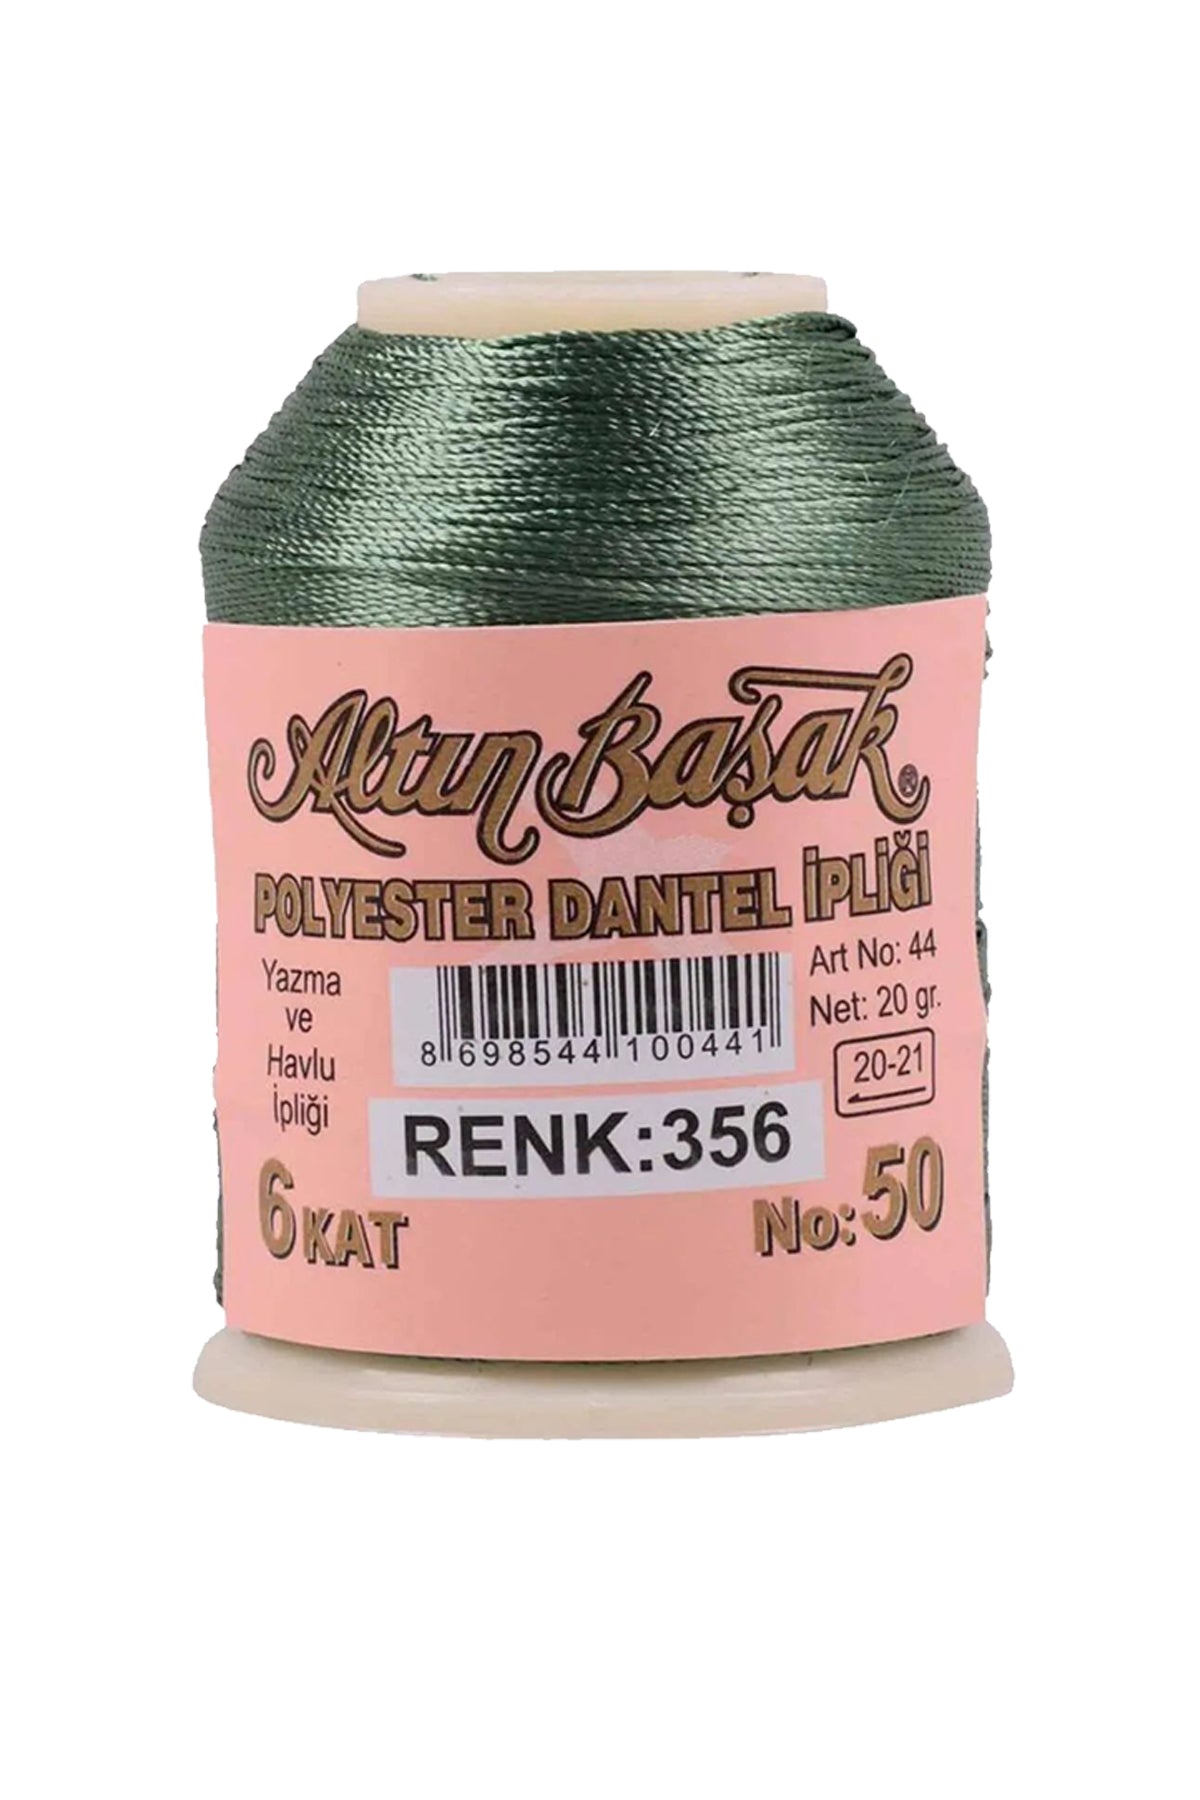 Altın Başak ®
POLYESTER DANTEL İPLİĞİ
Yazma
ve
Havlu
İpliği
8 698544 100441
Art No: 44
Net: 20 gr.
20-21
RENK:356
6 KAT
No: 50